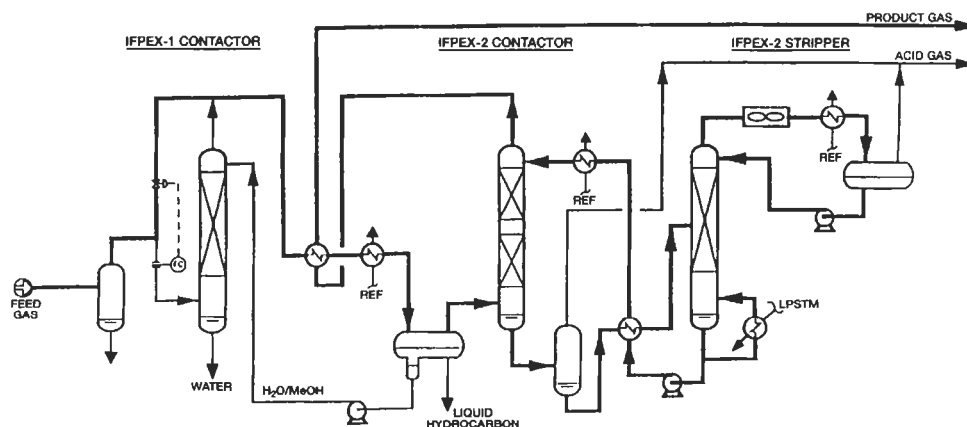 PRODUCT GAS
IFPEX-1 CONTACTOR
IFPEX-2 CONTACTOR
IFPEX-2 STRIPPER
ACID GAS
REF
REF
FC
REF
FEED
GAS
LPSTM
WATER
H₂O/MeOH
LIQUID
HYDROCARBON